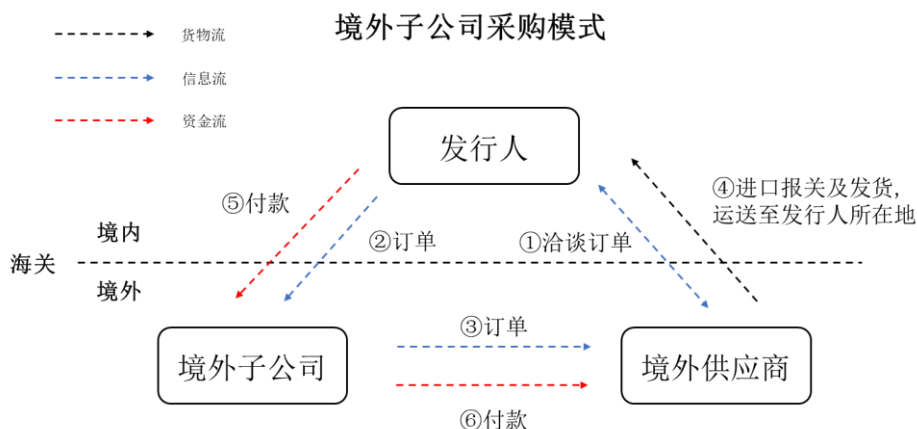 境外子公司采购模式
货物流
信息流
资金流
发行人
④进口报关及发货,
运送至发行人所在地
⑤付款
②订单
①洽谈订单
境内
海关
境外
③订单
境外子公司
境外供应商
⑥付款